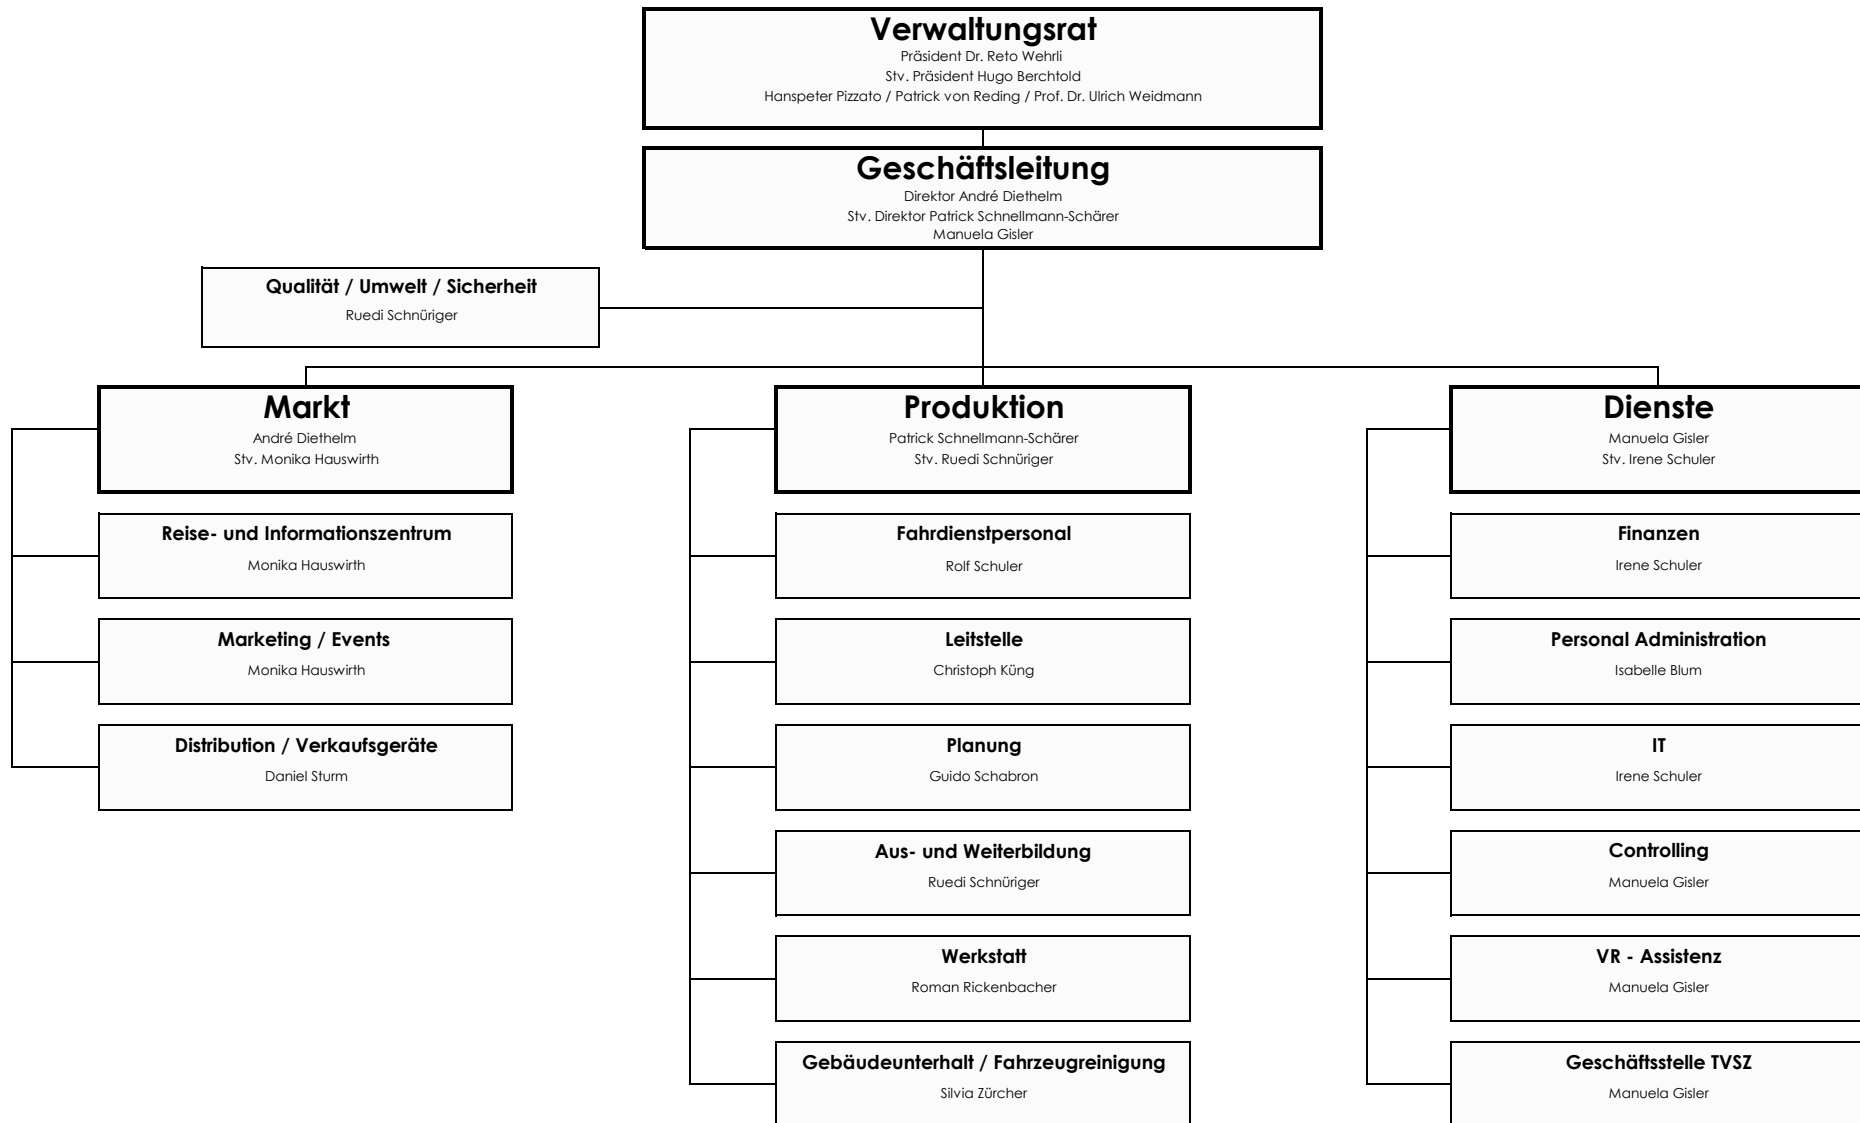 Verwaltungsrat
Präsident Dr. Reto Wehrli
Stv. Präsident Hugo Berchtold
Hanspeter Pizzato / Patrick von Reding / Prof. Dr. Ulrich Weidmann
Geschäftsleitung
Direktor André Diethelm
Stv. Direktor Patrick Schnellmann-Schärer
Manuela Gisler
Qualität / Umwelt / Sicherheit
Ruedi Schnüriger
Markt
André Diethelm
Stv. Monika Hauswirth
Reise- und Informationszentrum
Monika Hauswirth
Marketing / Events
Monika Hauswirth
Distribution / Verkaufsgeräte
Daniel Sturm
Produktion
Patrick Schnellmann-Schärer
Stv. Ruedi Schnüriger
Fahrdienstpersonal
Rolf Schuler
Leitstelle
Christoph Küng
Planung
Guido Schabron
Aus- und Weiterbildung
Ruedi Schnüriger
Werkstatt
Roman Rickenbacher
Gebäudeunterhalt / Fahrzeugreinigung
Silvia Zürcher
Dienste
Manuela Gisler
Stv. Irene Schuler
Finanzen
Irene Schuler
Personal Administration
Isabelle Blum
IT
Irene Schuler
Controlling
Manuela Gisler
VR - Assistenz
Manuela Gisler
Geschäftsstelle TVSZ
Manuela Gisler